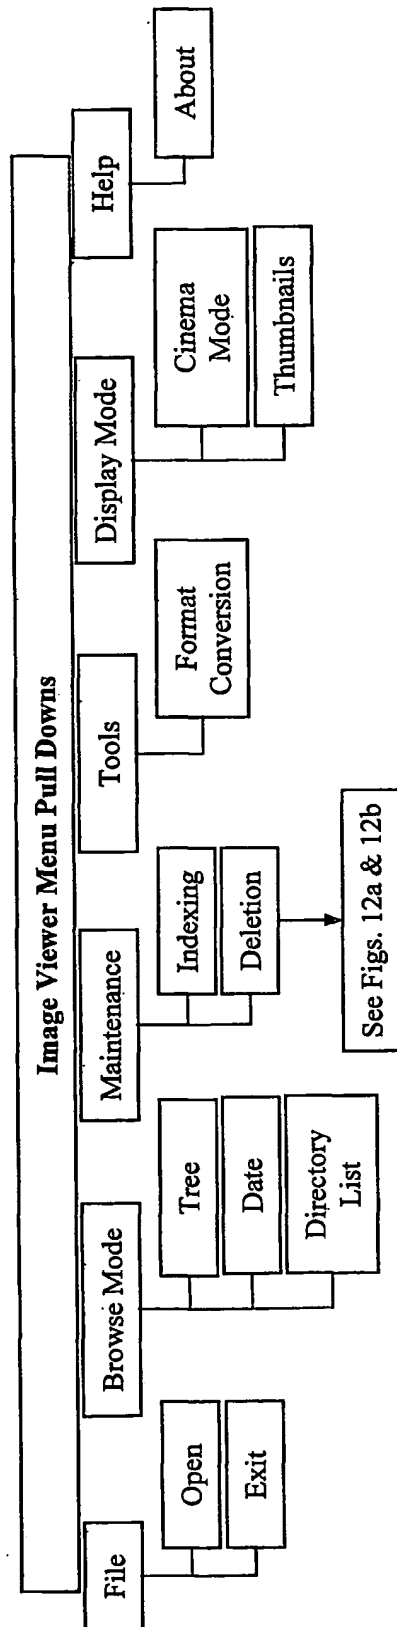 Image Viewer Menu Pull Downs
File
Open
Exit
Browse Mode
Tree
Date
Directory
List
Maintenance
Indexing
Deletion
See Figs. 12a & 12b
Tools
Format
Conversion
Display Mode
Cinema
Mode
Thumbnails
Help
About